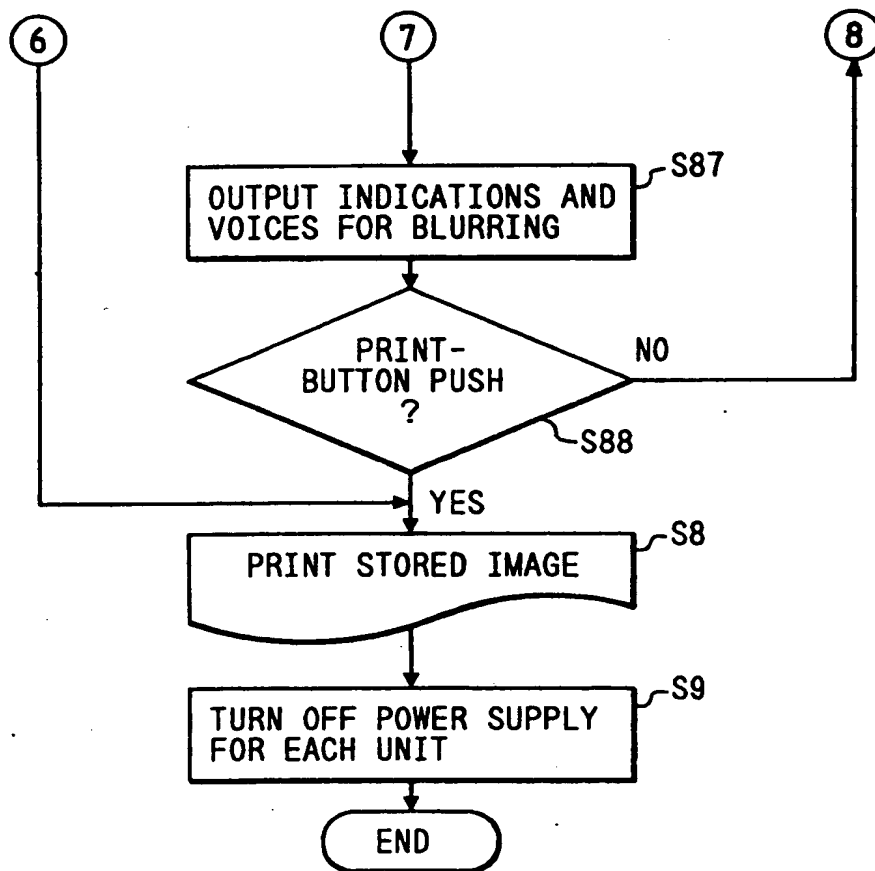 6
7
8
S87
OUTPUT INDICATIONS AND
VOICES FOR BLURRING
PRINT-
BUTTON PUSH
?
NO
S88
YES
S8
PRINT STORED IMAGE
S9
TURN OFF POWER SUPPLY
FOR EACH UNIT
END